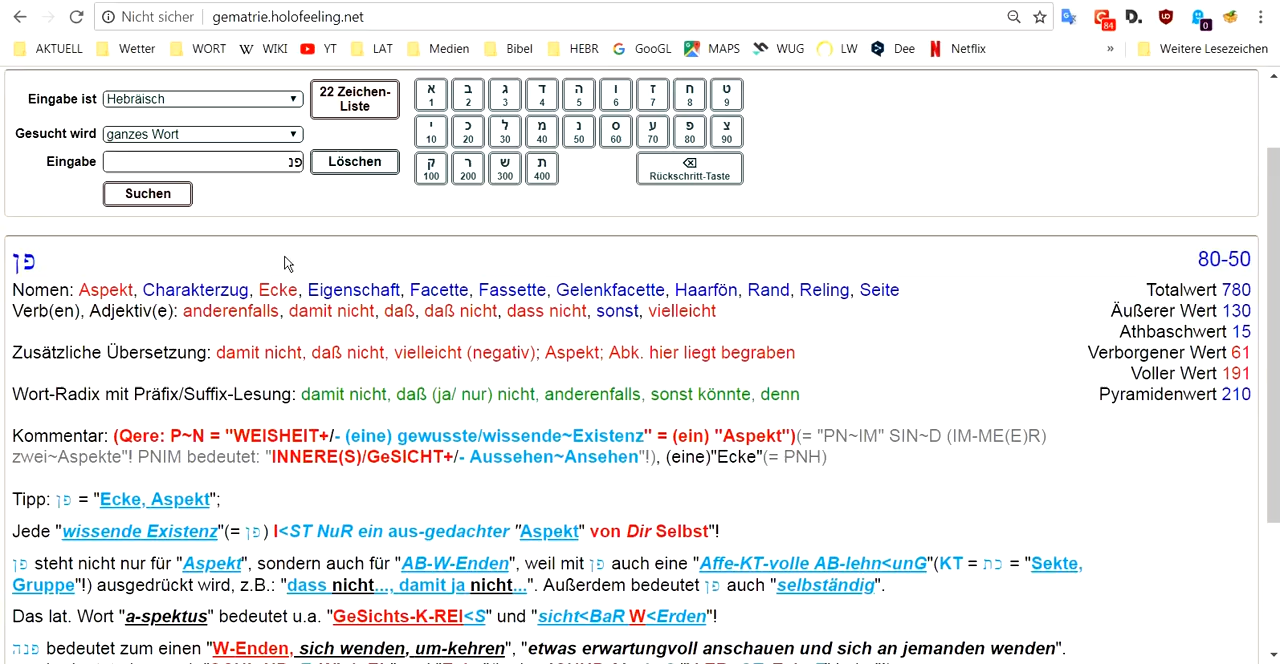 Nicht sicher | gematrie.holofeeling.net
84
D.
0
AKTUELL Wetter WORT WIKI YT LAT Medien Bibel HEBR GooGL MAPS WUG LW Dee Netflix » Weitere Lesezeichen
Eingabe ist Hebräisch
22 Zeichen-Liste
Gesucht wird ganzes Wort
Eingabe פנ
Löschen
Suchen
א ב ג ד ה ו ז ח ט
1 2 3 4 5 6 7 8 9
י כ ל מ נ ס ע פ צ
10 20 30 40 50 60 70 80 90
ק ר ש ת
100 200 300 400
Rückschritt-Taste
פן 80-50
Nomen: Aspekt, Charakterzug, Ecke, Eigenschaft, Facette, Fassette, Gelenkfacette, Haarfön, Rand, Reling, Seite
Verb(en), Adjektiv(e): anderenfalls, damit nicht, daß, daß nicht, dass nicht, sonst, vielleicht
Totalwert 780
Äußerer Wert 130
Athbaschwert 15
Verborgener Wert 61
Voller Wert 191
Pyramidenwert 210
Zusätzliche Übersetzung: damit nicht, daß nicht, vielleicht (negativ); Aspekt; Abk. hier liegt begraben
Wort-Radix mit Präfix/Suffix-Lesung: damit nicht, daß (ja/ nur) nicht, anderenfalls, sonst könnte, denn
Kommentar: (Qere: P~N = "WEISHEIT+/- (eine) gewusste/wissende~Existenz" = (ein) "Aspekt")(= "PN~IM" SIN~D (IM-ME(E)R)
zwei~Aspekte"! PNIM bedeutet: "INNERE(S)/GeSICHT+/- Aussehen~Ansehen"!), (eine)"Ecke"(= PNH)
Tipp: פן = "Ecke, Aspekt";
Jede "wissende Existenz"(= פן) I<ST NuR ein aus-gedachter "Aspekt" von Dir Selbst"!
פן steht nicht nur für "Aspekt", sondern auch für "AB-W-Enden", weil mit פן auch eine "Affe-KT-volle AB-lehn<unG"(KT = כת = "Sekte,
Gruppe"!) ausgedrückt wird, z.B.: "dass nicht..., damit ja nicht...". Außerdem bedeutet פן auch "selbständig".
Das lat. Wort "a-spektus" bedeutet u.a. "GeSichts-K-REI<S" und "sicht<BaR W<Erden"!
פנה bedeutet zum einen "W-Enden, sich wenden, um-kehren", "etwas erwartungvoll anschauen und sich an jemanden wenden".